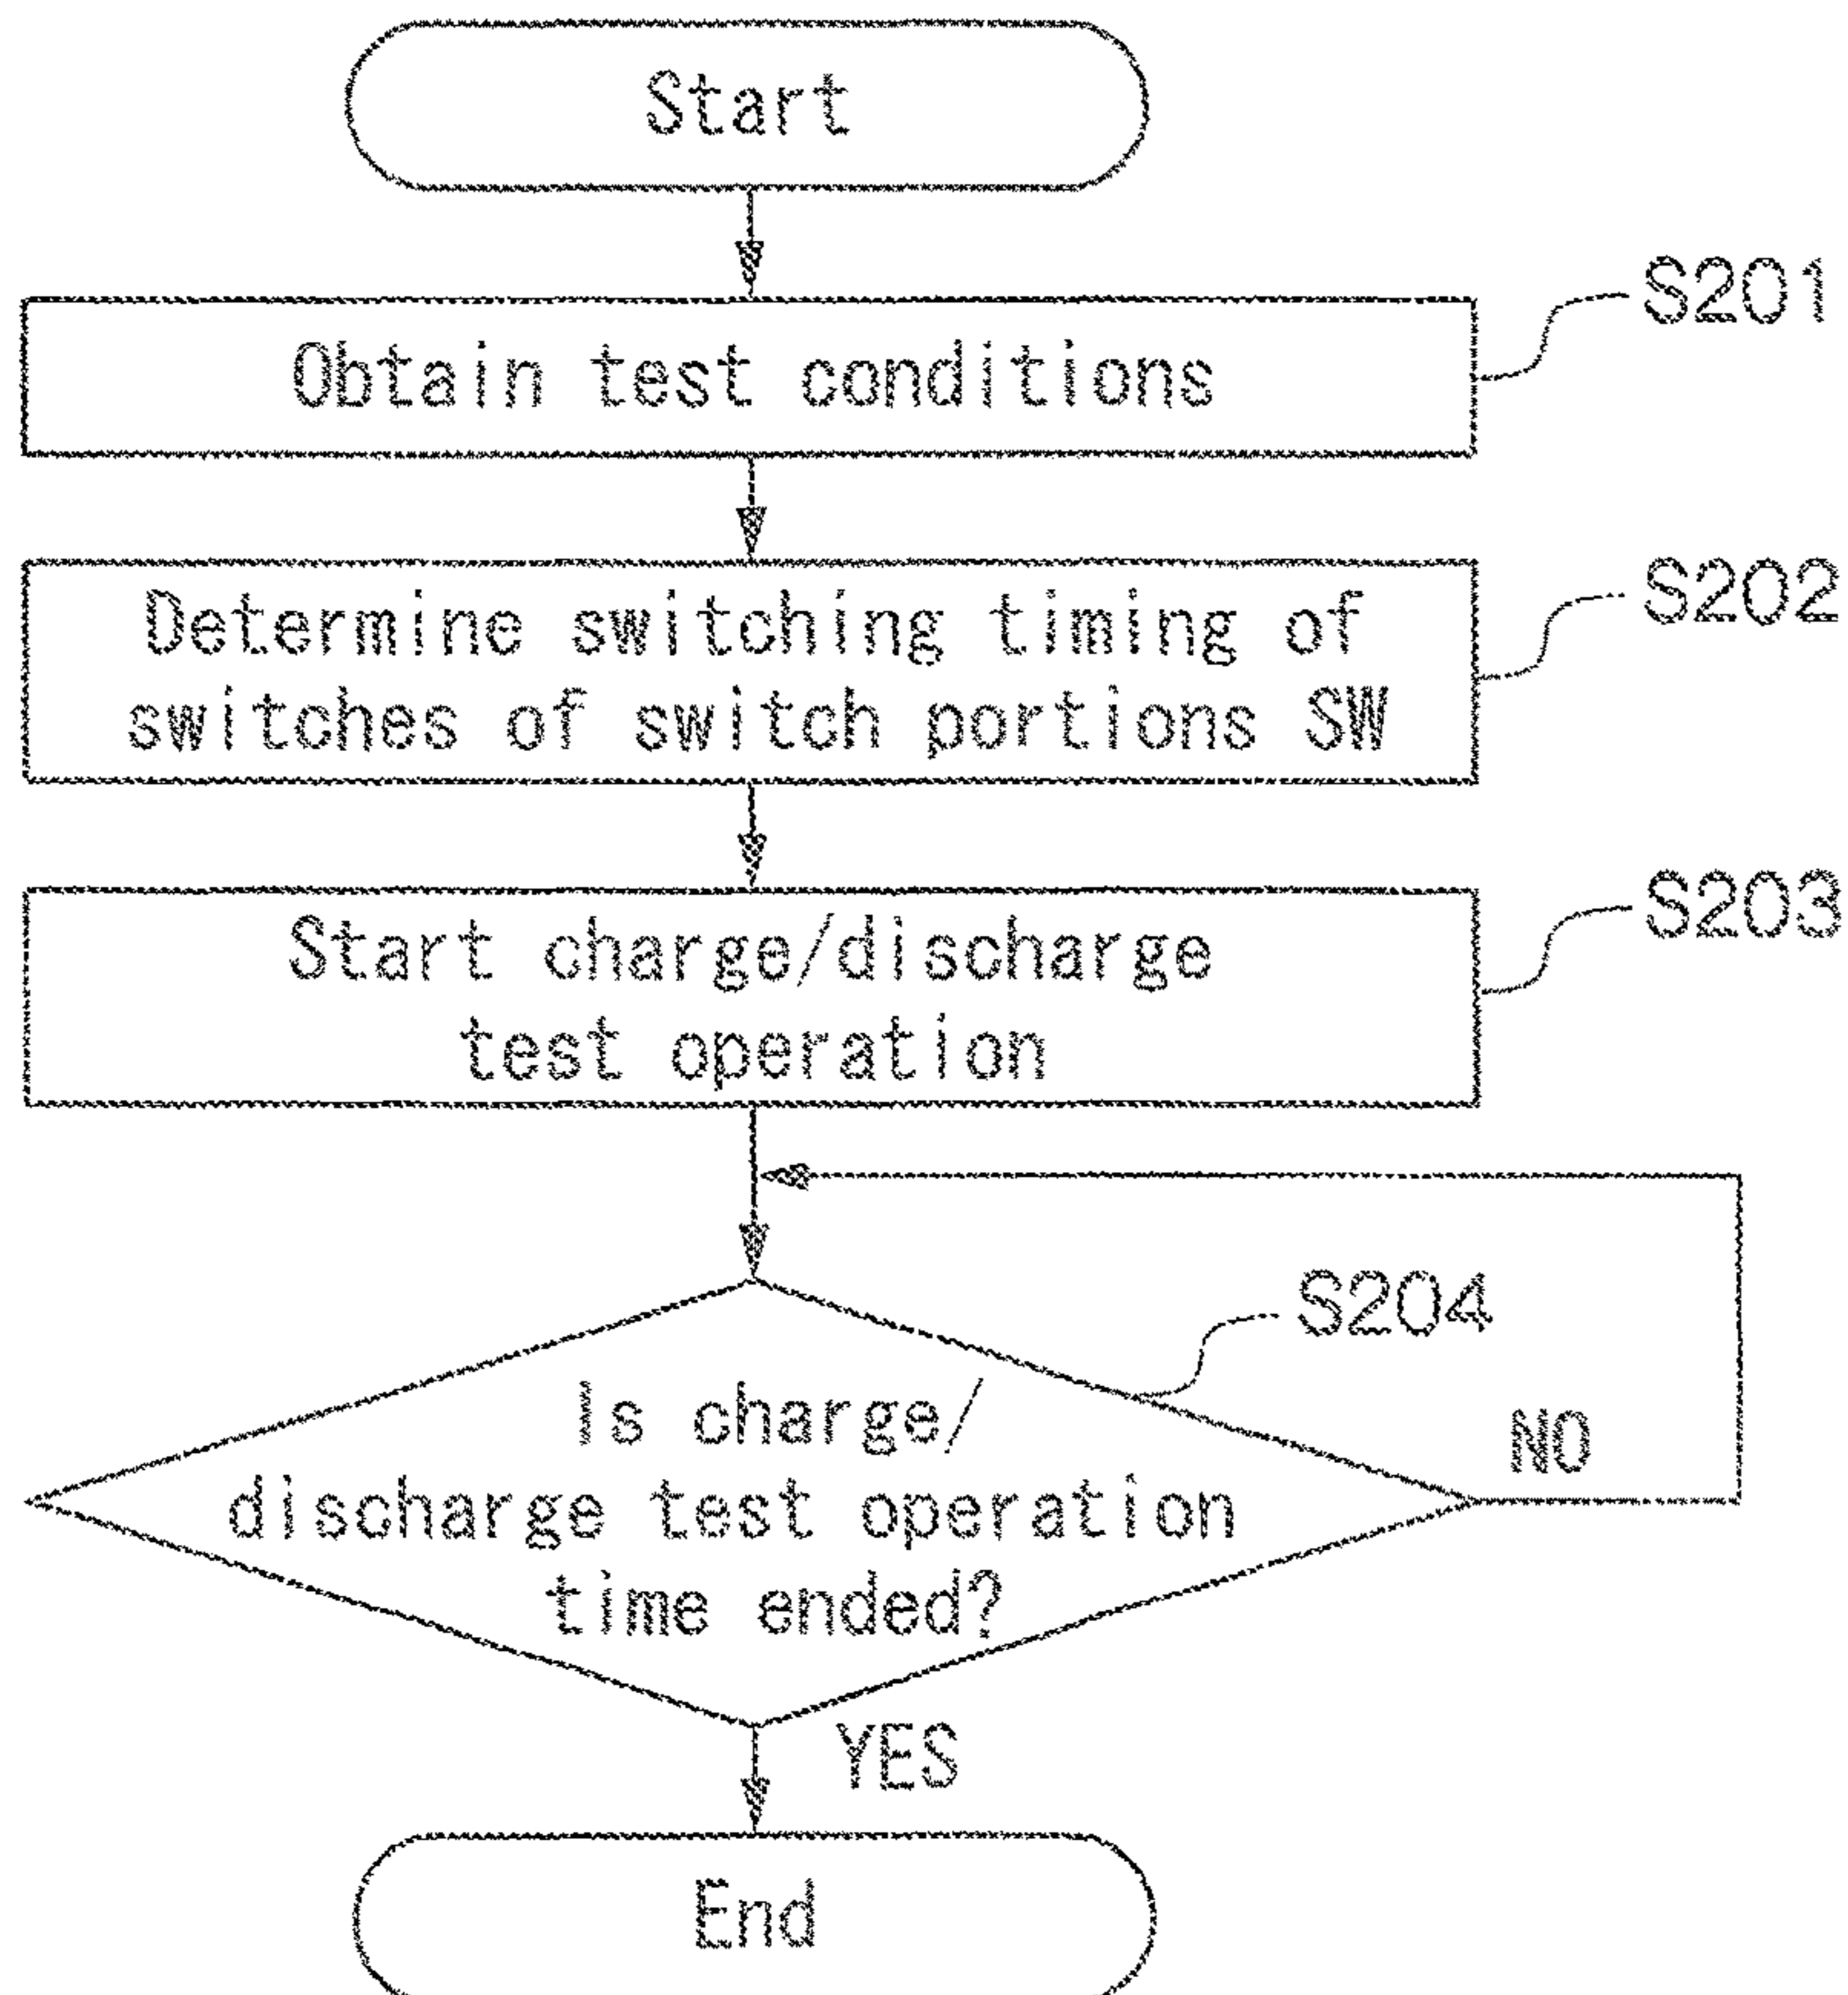 Start
S201
Obtain test conditions
S202
Determine switching timing of
switches of switch portions SW
S203
Start charge/discharge
test operation
S204
Is charge/
discharge test operation
time ended?
NO
YES
End